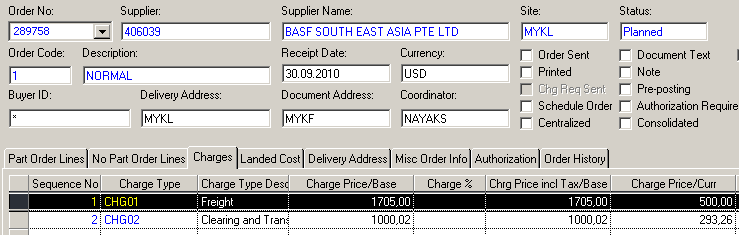 Order No: Supplier: Supplier Name: Site: Status:
289758 406039 BASF SOUTH EAST ASIA PTE LTD MYKL Planned
Order Code: Description: Receipt Date: Currency: Order Sent Document Text
1 NORMAL 30.09.2010 USD Printed Note
Chg Req Sent Pre-posting
Buyer ID: Delivery Address: Document Address: Coordinator: Schedule Order Authorization Require
* MYKL MYKF NAYAKS Centralized Consolidated
Part Order Lines No Part Order Lines Charges Landed Cost Delivery Address Misc Order Info Authorization Order History
Sequence No Charge Type Charge Type Desc Charge Price/Base Charge % Chrg Price incl Tax/Base Charge Price/Curr
1 CHG01 Freight 1705,00 1705,00 500,00
2 CHG02 Clearing and Trans 1000,02 1000,02 293,26